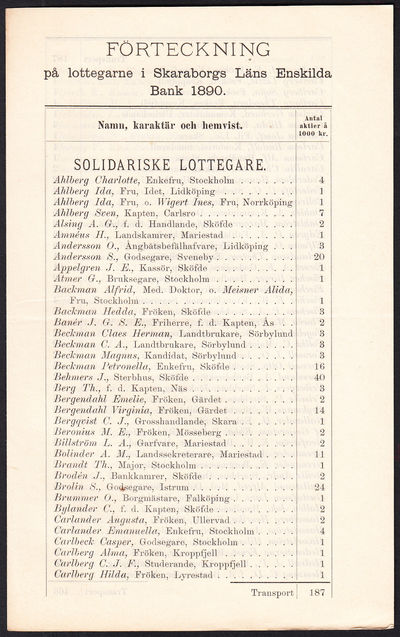 FÖRTECKNING
på lottegarne i Skaraborgs Läns Enskilda
Bank 1890.
Namn, karaktär och hemvist.
Antal
aktier à
1000 kr.
SOLIDARISKE LOTTEGARE.
Ahlberg Charlotte, Enkefru, Stockholm . . . . . . . . 4
Ahlberg Ida, Fru, Idet, Lidköping . . . . . . . . . . 1
Ahlberg Ida, Fru, o. Wigert Ines, Fru, Norrköping 1
Ahlberg Sven, Kapten, Carlsro . . . . . . . . . . . 7
Alsing A. G., f. d. Handlande, Sköfde . . . . . . . 2
Amnéus H., Landskamrer, Mariestad . . . . . . . . 1
Andersson O., Ångbåtsbefälhafvare, Lidköping . . . 3
Andersson S., Godsegare, Sveneby . . . . . . . . . 20
Appelgren J. E., Kassör, Sköfde . . . . . . . . . . 1
Atmer G., Bruksegare, Stockholm . . . . . . . . . . 1
Backman Alfrid, Med. Doktor, o. Meisner Alida,
Fru, Stockholm . . . . . . . . . . . . . . . . . 1
Backman Hedda, Fröken, Sköfde . . . . . . . . . . 3
Banér J. G. S. E., Friherre, f. d. Kapten, Ås . . 2
Beckman Claes Herman, Landtbrukare, Sörbylund 3
Beckman C. A., Landtbrukare, Sörbylund . . . . . . 3
Beckman Magnus, Kandidat, Sörbylund . . . . . . . 3
Beckman Petronella, Enkefru, Sköfde . . . . . . . . 16
Behmers J., Sterbhus, Sköfde . . . . . . . . . . . . 40
Berg Th., f. d. Kapten, Näs . . . . . . . . . . . . 3
Bergendahl Emelie, Fröken, Gärdet . . . . . . . . . 2
Bergendahl Virginia, Fröken, Gärdet . . . . . . . . 14
Bergqvist C. J., Grosshandlande, Skara . . . . . . . 1
Beronius M. E., Fröken, Mösseberg . . . . . . . . . 2
Billström L. A., Garfvare, Mariestad . . . . . . . . 2
Bolinder A. M., Landssekreterare, Mariestad . . . . 11
Brandt Th., Major, Stockholm . . . . . . . . . . . 1
Brodén J., Bankkamrer, Sköfde . . . . . . . . . . . 2
Brolin S., Godsegare, Istrum . . . . . . . . . . . . 24
Brummer O., Borgmästare, Falköping . . . . . . . . 1
Bylander C., f. d. Kapten, Sköfde . . . . . . . . . 2
Carlander Augusta, Fröken, Ullervad . . . . . . . . 2
Carlander Emanuella, Enkefru, Stockholm . . . . . . 4
Carlbeck Casper, Godsegare, Stockholm . . . . . . . 1
Carlberg Alma, Fröken, Kroppfjell . . . . . . . . . 1
Carlberg C. J. F., Studerande, Kroppfjell . . . . . 1
Carlberg Hilda, Fröken, Lyrestad . . . . . . . . . . 1
Transport 187